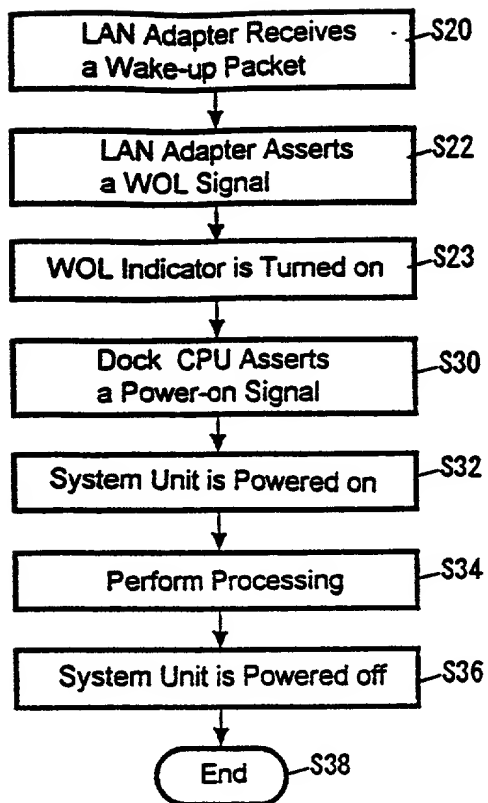 LAN Adapter Receives
a Wake-up Packet
S20
LAN Adapter Asserts
a WOL Signal
S22
WOL Indicator is Turned on
S23
Dock CPU Asserts
a Power-on Signal
S30
System Unit is Powered on
S32
Perform Processing
S34
System Unit is Powered off
S36
End
S38